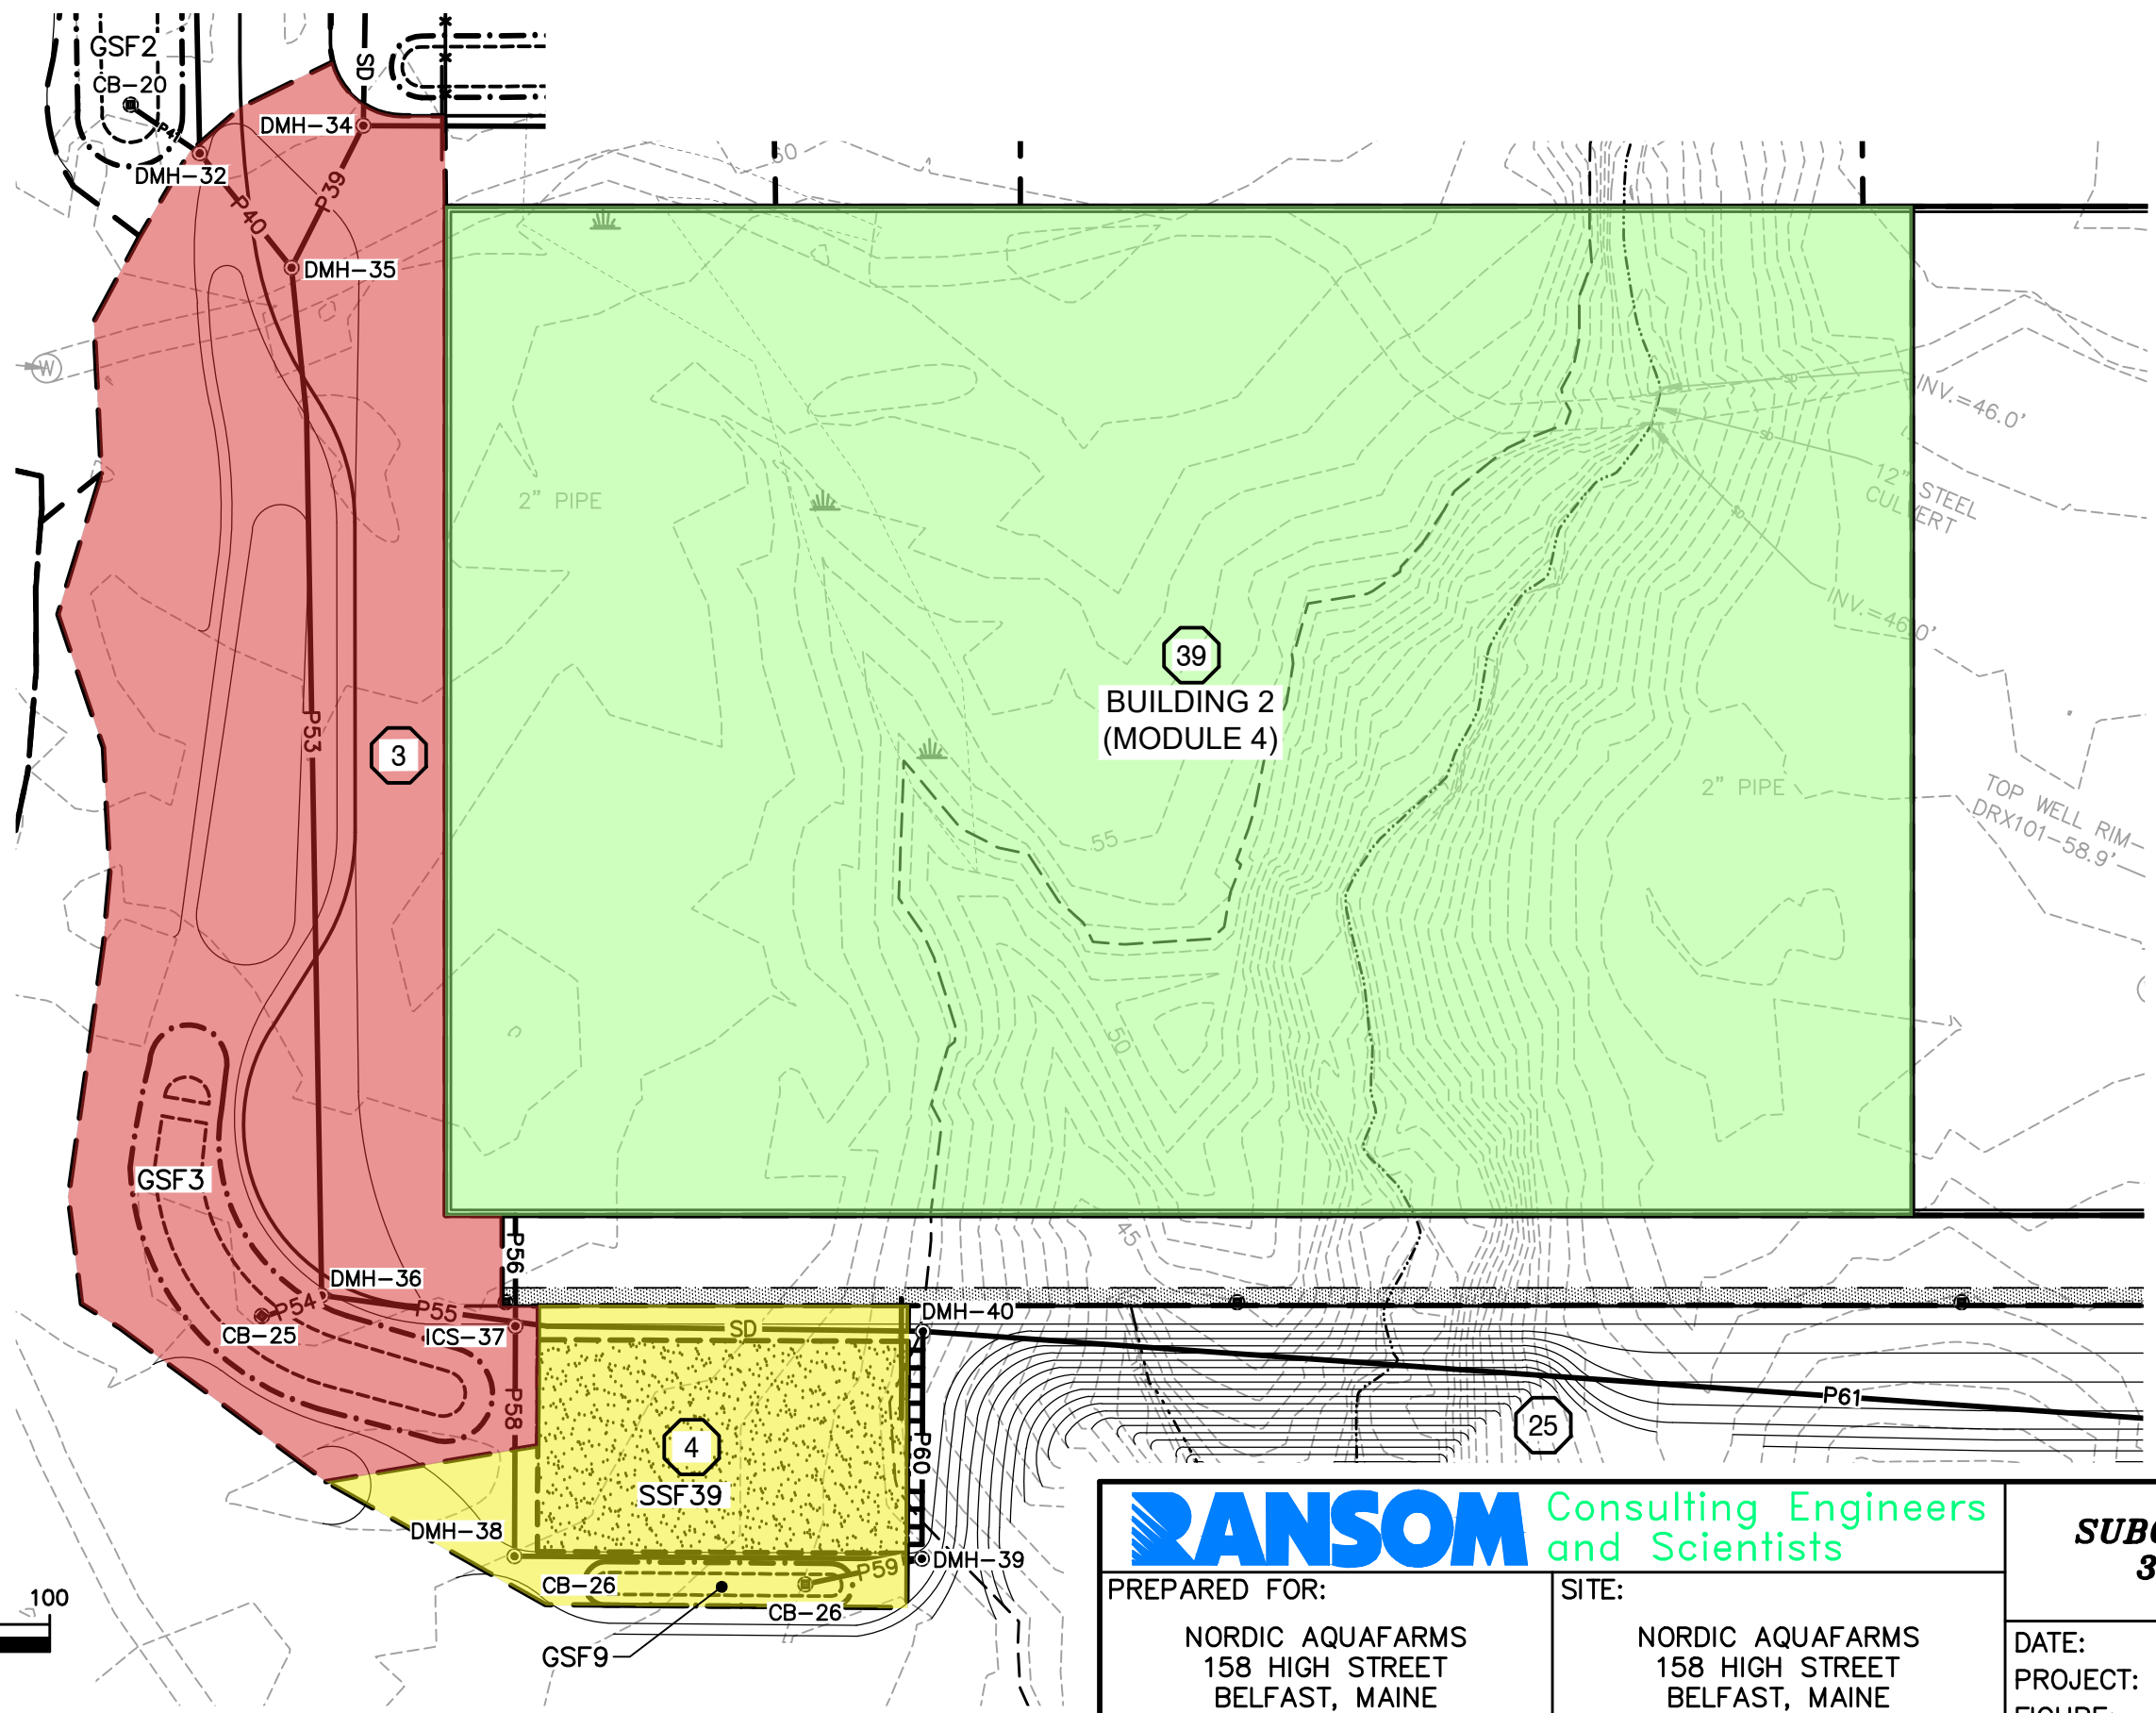 GSF2
CB-20
P41
DMH-32
SD
DMH-34
P39
P40
DMH-35
W
60
INV.=46.0'
12" STEEL
CULVERT
INV.=46.0'
2" PIPE
39
BUILDING 2
(MODULE 4)
P53
3
2" PIPE
TOP WELL RIM-
DRX101-58.9'
55
50
45
GSF3
P56
DMH-36
P54
P55
CB-25
ICS-37
SD
DMH-40
P61
P58
4
SSF39
P60
25
DMH-38
DMH-39
CB-26
P59
CB-26
GSF9
100
RANSOM
Consulting Engineers
and Scientists
PREPARED FOR:
NORDIC AQUAFARMS
158 HIGH STREET
BELFAST, MAINE
SITE:
NORDIC AQUAFARMS
158 HIGH STREET
BELFAST, MAINE
3
DATE:
PROJECT: